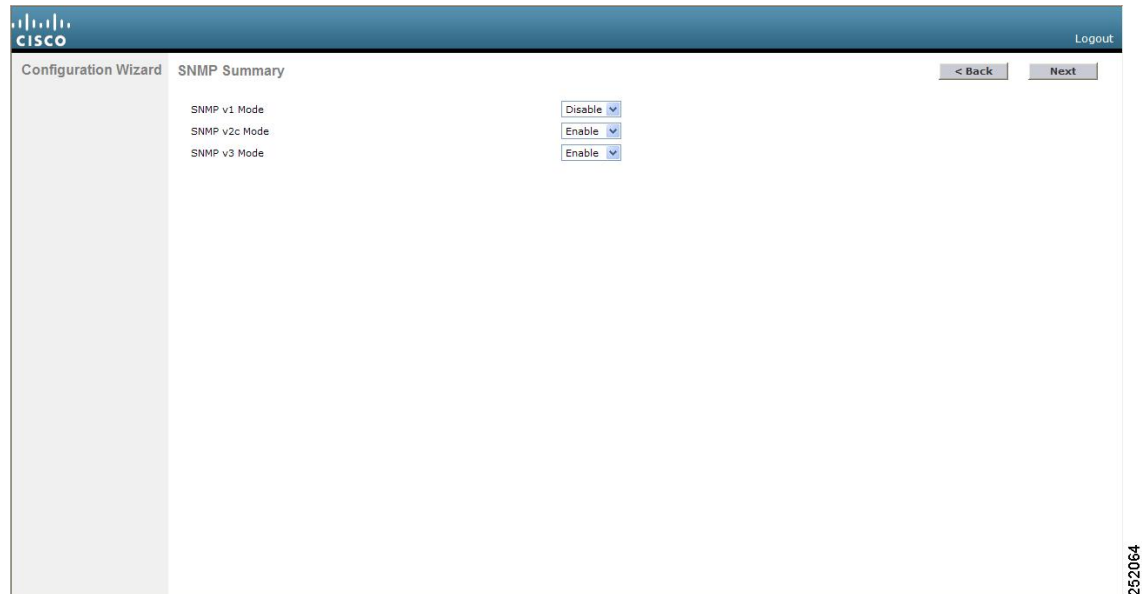 CISCO
Logout
Configuration Wizard
SNMP Summary
< Back
Next
SNMP v1 Mode Disable
SNMP v2c Mode Enable
SNMP v3 Mode Enable
252064